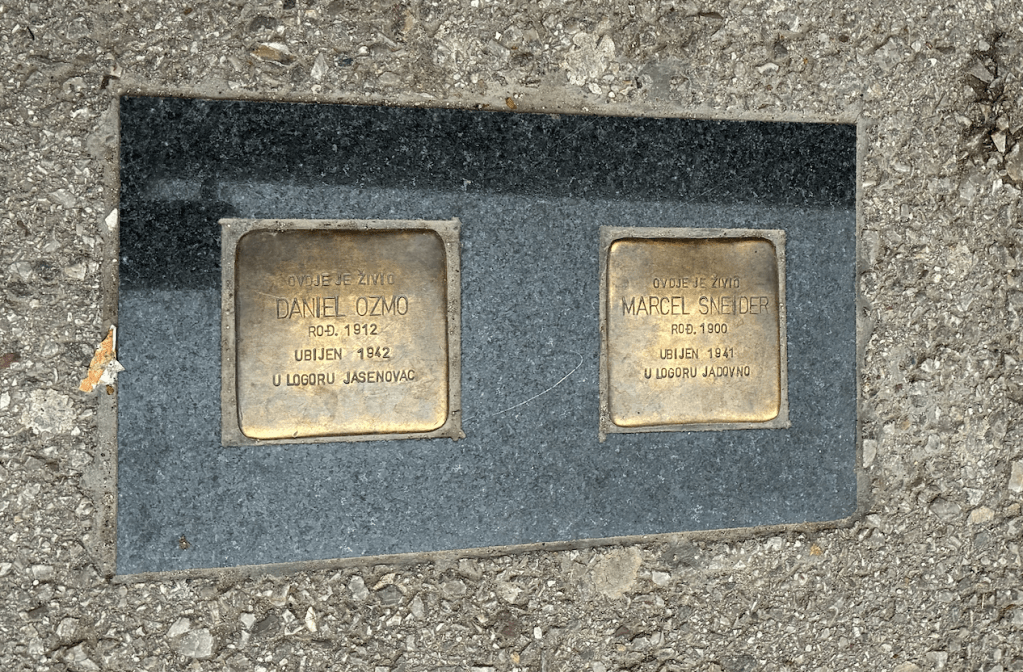 OVDJE JE ŽIVIO
DANIEL OZMO
ROĐ. 1912
UBIJEN 1942
U LOGORU JASENOVAC
OVDJE JE ŽIVIO
MARCEL SNEIDER
ROĐ. 1900
UBIJEN 1941
U LOGORU JADOVNO